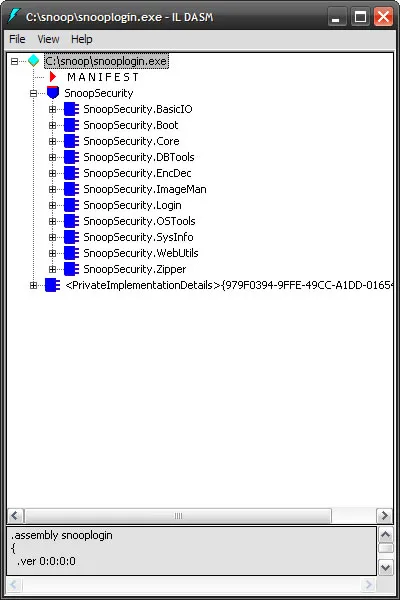 C:\snoop\snooplogin.exe - IL DASM
File View Help
C:\snoop\snooplogin.exe
M A N I F E S T
SnoopSecurity
SnoopSecurity.BasicIO
SnoopSecurity.Boot
SnoopSecurity.Core
SnoopSecurity.DBTools
SnoopSecurity.EncDec
SnoopSecurity.ImageMan
SnoopSecurity.Login
SnoopSecurity.OSTools
SnoopSecurity.SysInfo
SnoopSecurity.WebUtils
SnoopSecurity.Zipper
<PrivateImplementationDetails>{979F0394-9FFE-49CC-A1DD-01654
.assembly snooplogin
{
.ver 0:0:0:0